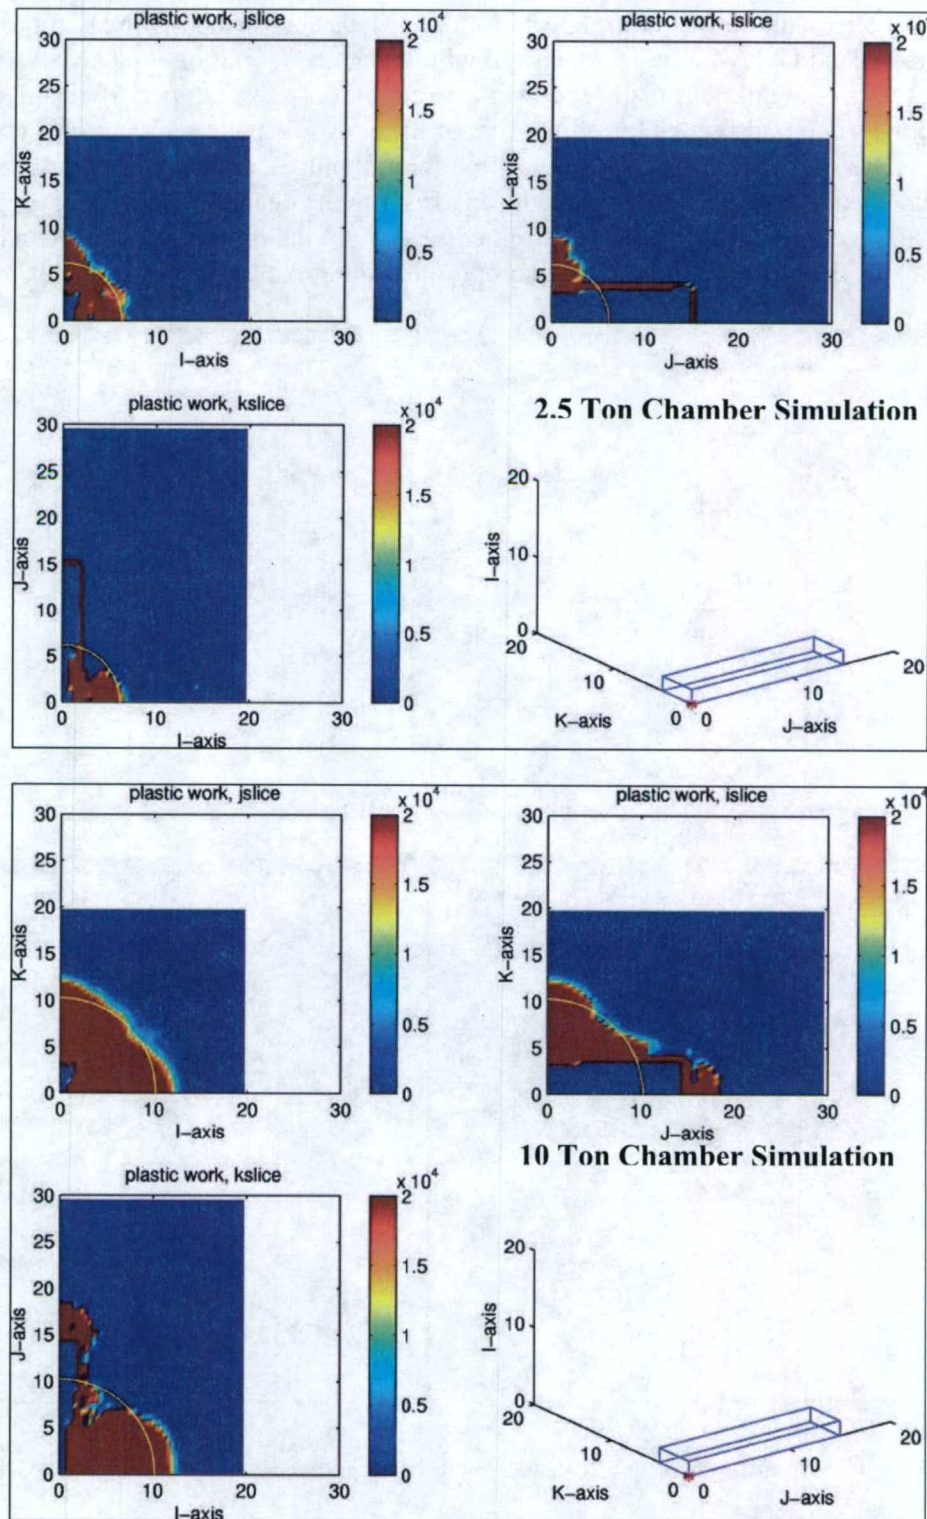 plastic work, jslice
x 10^4
30
25
20
15
10
5
0
K-axis
0 10 20 30
I-axis
2
1.5
1
0.5
0
plastic work, islice
x 10^4
30
25
20
15
10
5
0
K-axis
0 10 20 30
J-axis
2
1.5
1
0.5
0
plastic work, kslice
x 10^4
30
25
20
15
10
5
0
J-axis
0 10 20 30
I-axis
2
1.5
1
0.5
0
2.5 Ton Chamber Simulation
20
10
0
I-axis
20
10
0
K-axis
0
10
20
J-axis
plastic work, jslice
x 10^4
30
25
20
15
10
5
0
K-axis
0 10 20 30
I-axis
2
1.5
1
0.5
0
plastic work, islice
x 10^4
30
25
20
15
10
5
0
K-axis
0 10 20 30
J-axis
2
1.5
1
0.5
0
plastic work, kslice
x 10^4
30
25
20
15
10
5
0
J-axis
0 10 20 30
I-axis
2
1.5
1
0.5
0
10 Ton Chamber Simulation
20
10
0
I-axis
20
10
0
K-axis
0
10
20
J-axis